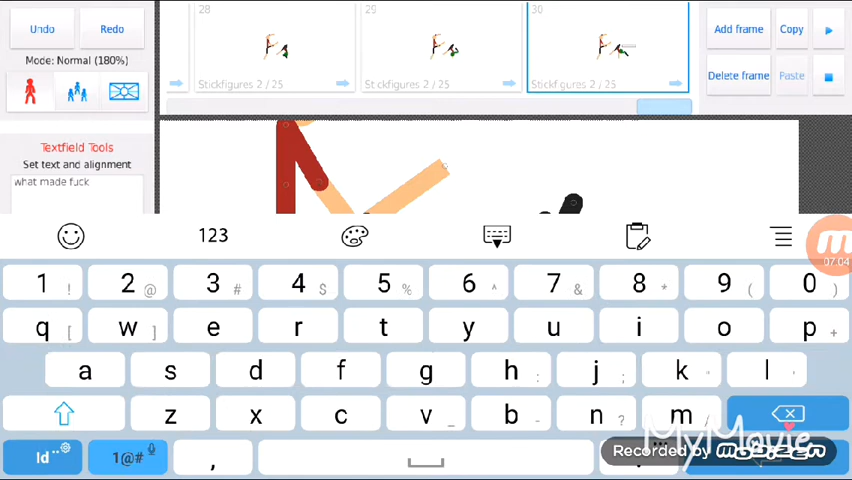 Undo
Redo
28
29
30
Add frame
Copy
Mode: Normal (180%)
Delete frame
Paste
Stickfigures 2 / 25
Stickfigures 2 / 25
Stickfigures 2 / 25
Textfield Tools
Set text and alignment
what made fuck
123
07:04
1 ! 2 @ 3 # 4 $ 5 % 6 ^ 7 & 8 * 9 ( 0 )
q [ w ] e r t y u i o p +
a s d f g h : j ; k l
z x c v _ b - n ? m
MyMovie
Id 1@# ,
Recorded by mobizen